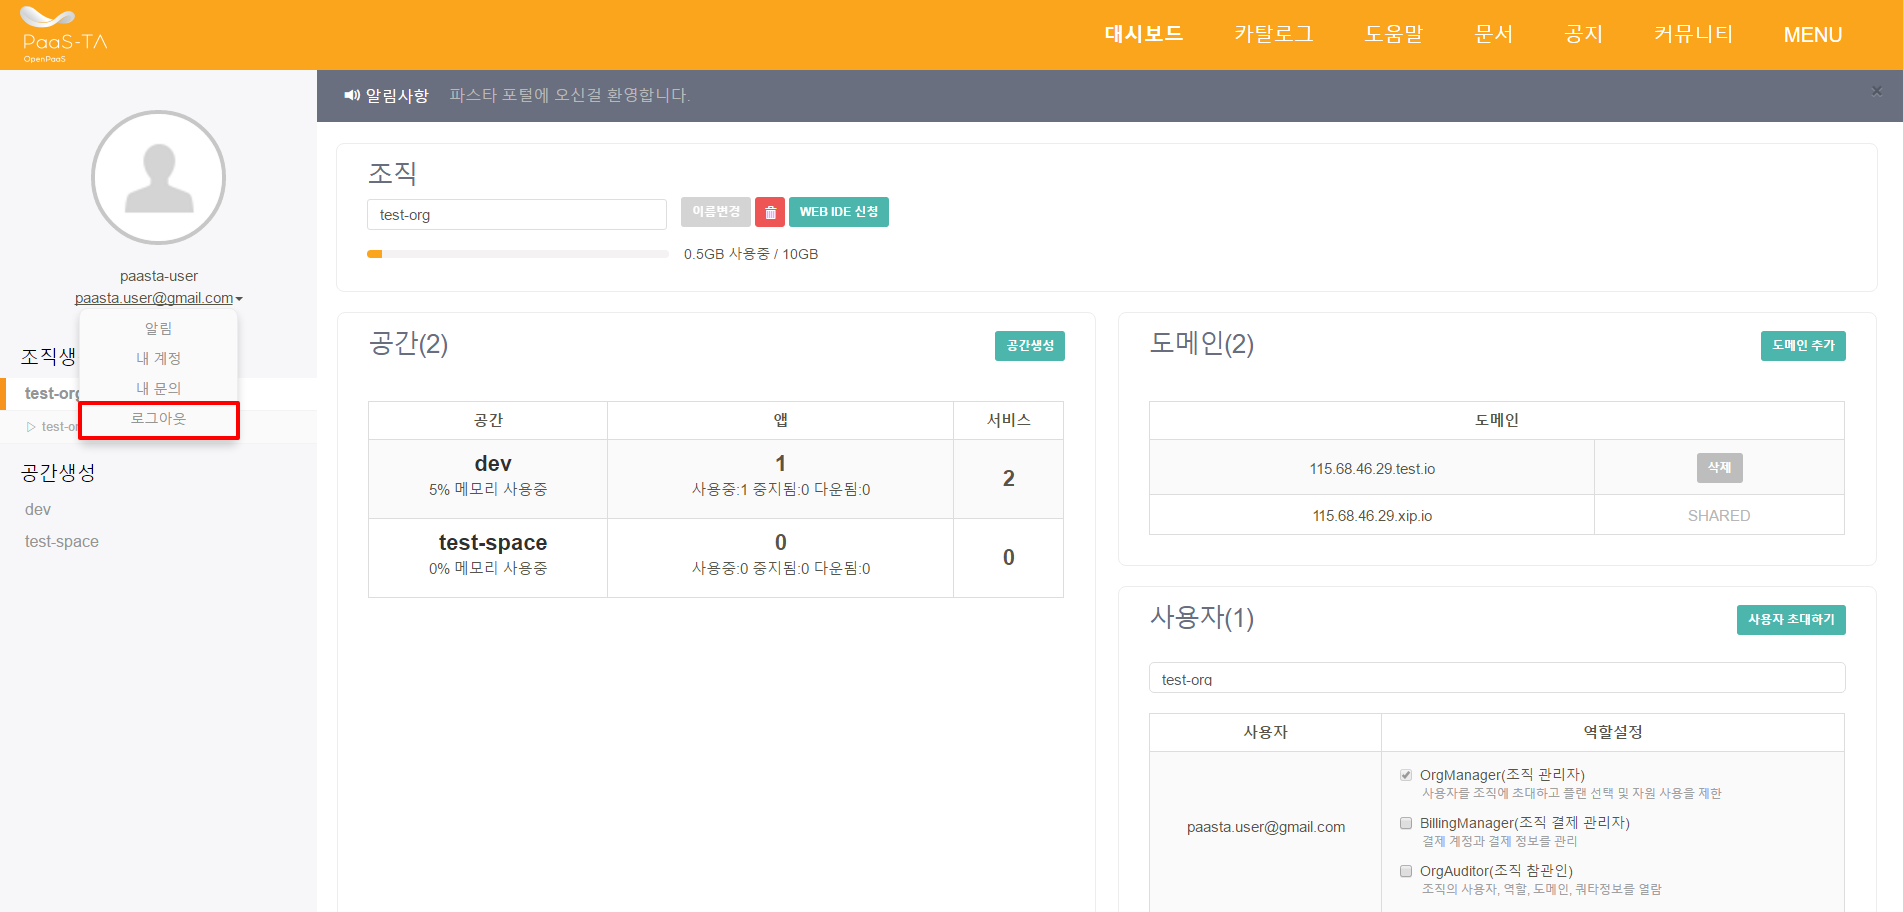 PaaS-TA
OpenPaaS
대시보드 카탈로그 도움말 문서 공지 커뮤니티 MENU
알림사항 파스타 포털에 오신걸 환영합니다.
×
paasta-user
paasta.user@gmail.com
알림
내 계정
내 문의
로그아웃
조직생
test-org
test-or
공간생성
dev
test-space
조직
test-org 이름변경 WEB IDE 신청
0.5GB 사용중 / 10GB
공간(2) 공간생성
공간 앱 서비스
dev 1 2
5% 메모리 사용중 사용중:1 중지됨:0 다운됨:0
test-space 0 0
0% 메모리 사용중 사용중:0 중지됨:0 다운됨:0
도메인(2) 도메인 추가
도메인
115.68.46.29.test.io 삭제
115.68.46.29.xip.io SHARED
사용자(1) 사용자 초대하기
test-org
사용자 역할설정
paasta.user@gmail.com
OrgManager(조직 관리자)
사용자를 조직에 초대하고 플랜 선택 및 자원 사용을 제한
BillingManager(조직 결제 관리자)
결제 계정과 결제 정보를 관리
OrgAuditor(조직 참관인)
조직의 사용자, 역할, 도메인, 쿼타정보를 열람